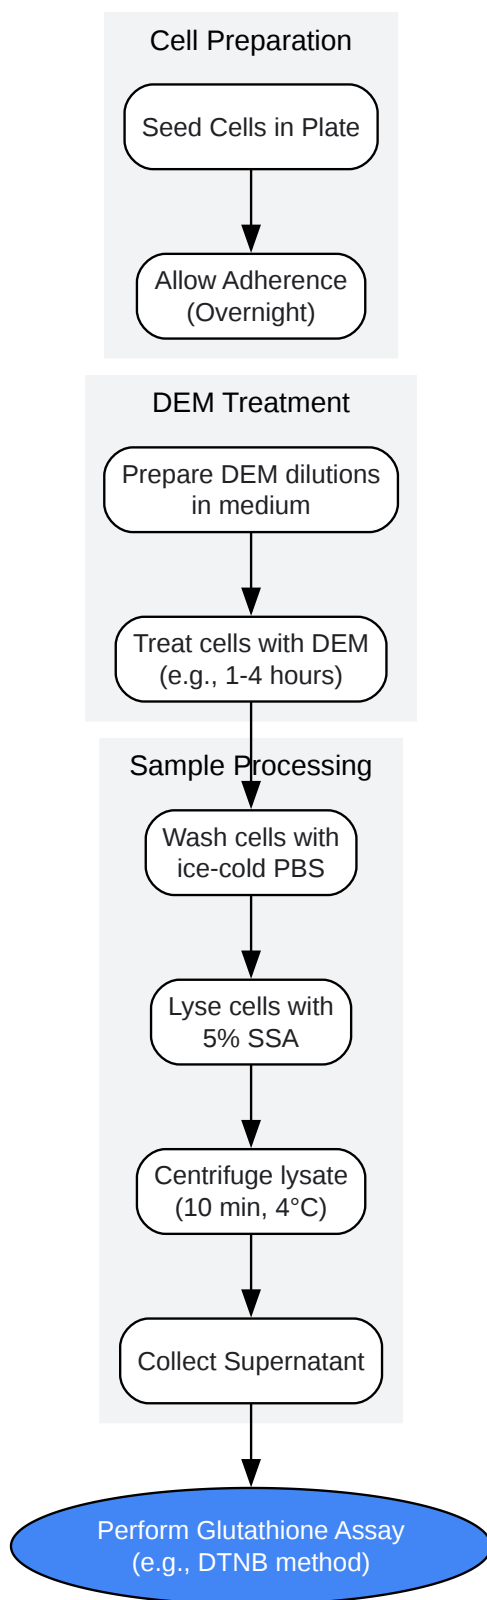 Cell Preparation
Seed Cells in Plate
Allow Adherence
(Overnight)
DEM Treatment
Prepare DEM dilutions
in medium
Treat cells with DEM
(e.g., 1-4 hours)
Sample Processing
Wash cells with
ice-cold PBS
Lyse cells with
5% SSA
Centrifuge lysate
(10 min, 4°C)
Collect Supernatant
Perform Glutathione Assay
(e.g., DTNB method)